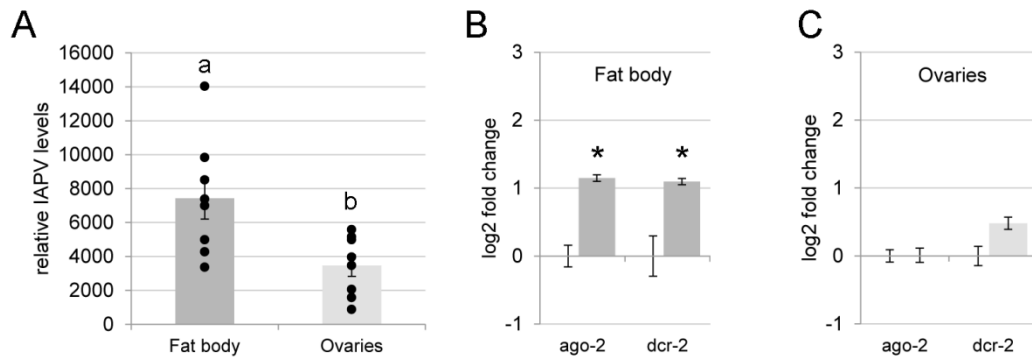 A
relative IAPV levels
16000
14000
12000
10000
8000
6000
4000
2000
0
a
b
Fat body
Ovaries
B
log2 fold change
3
2
1
0
-1
Fat body
*
*
ago-2
dcr-2
C
log2 fold change
3
2
1
0
-1
Ovaries
ago-2
dcr-2